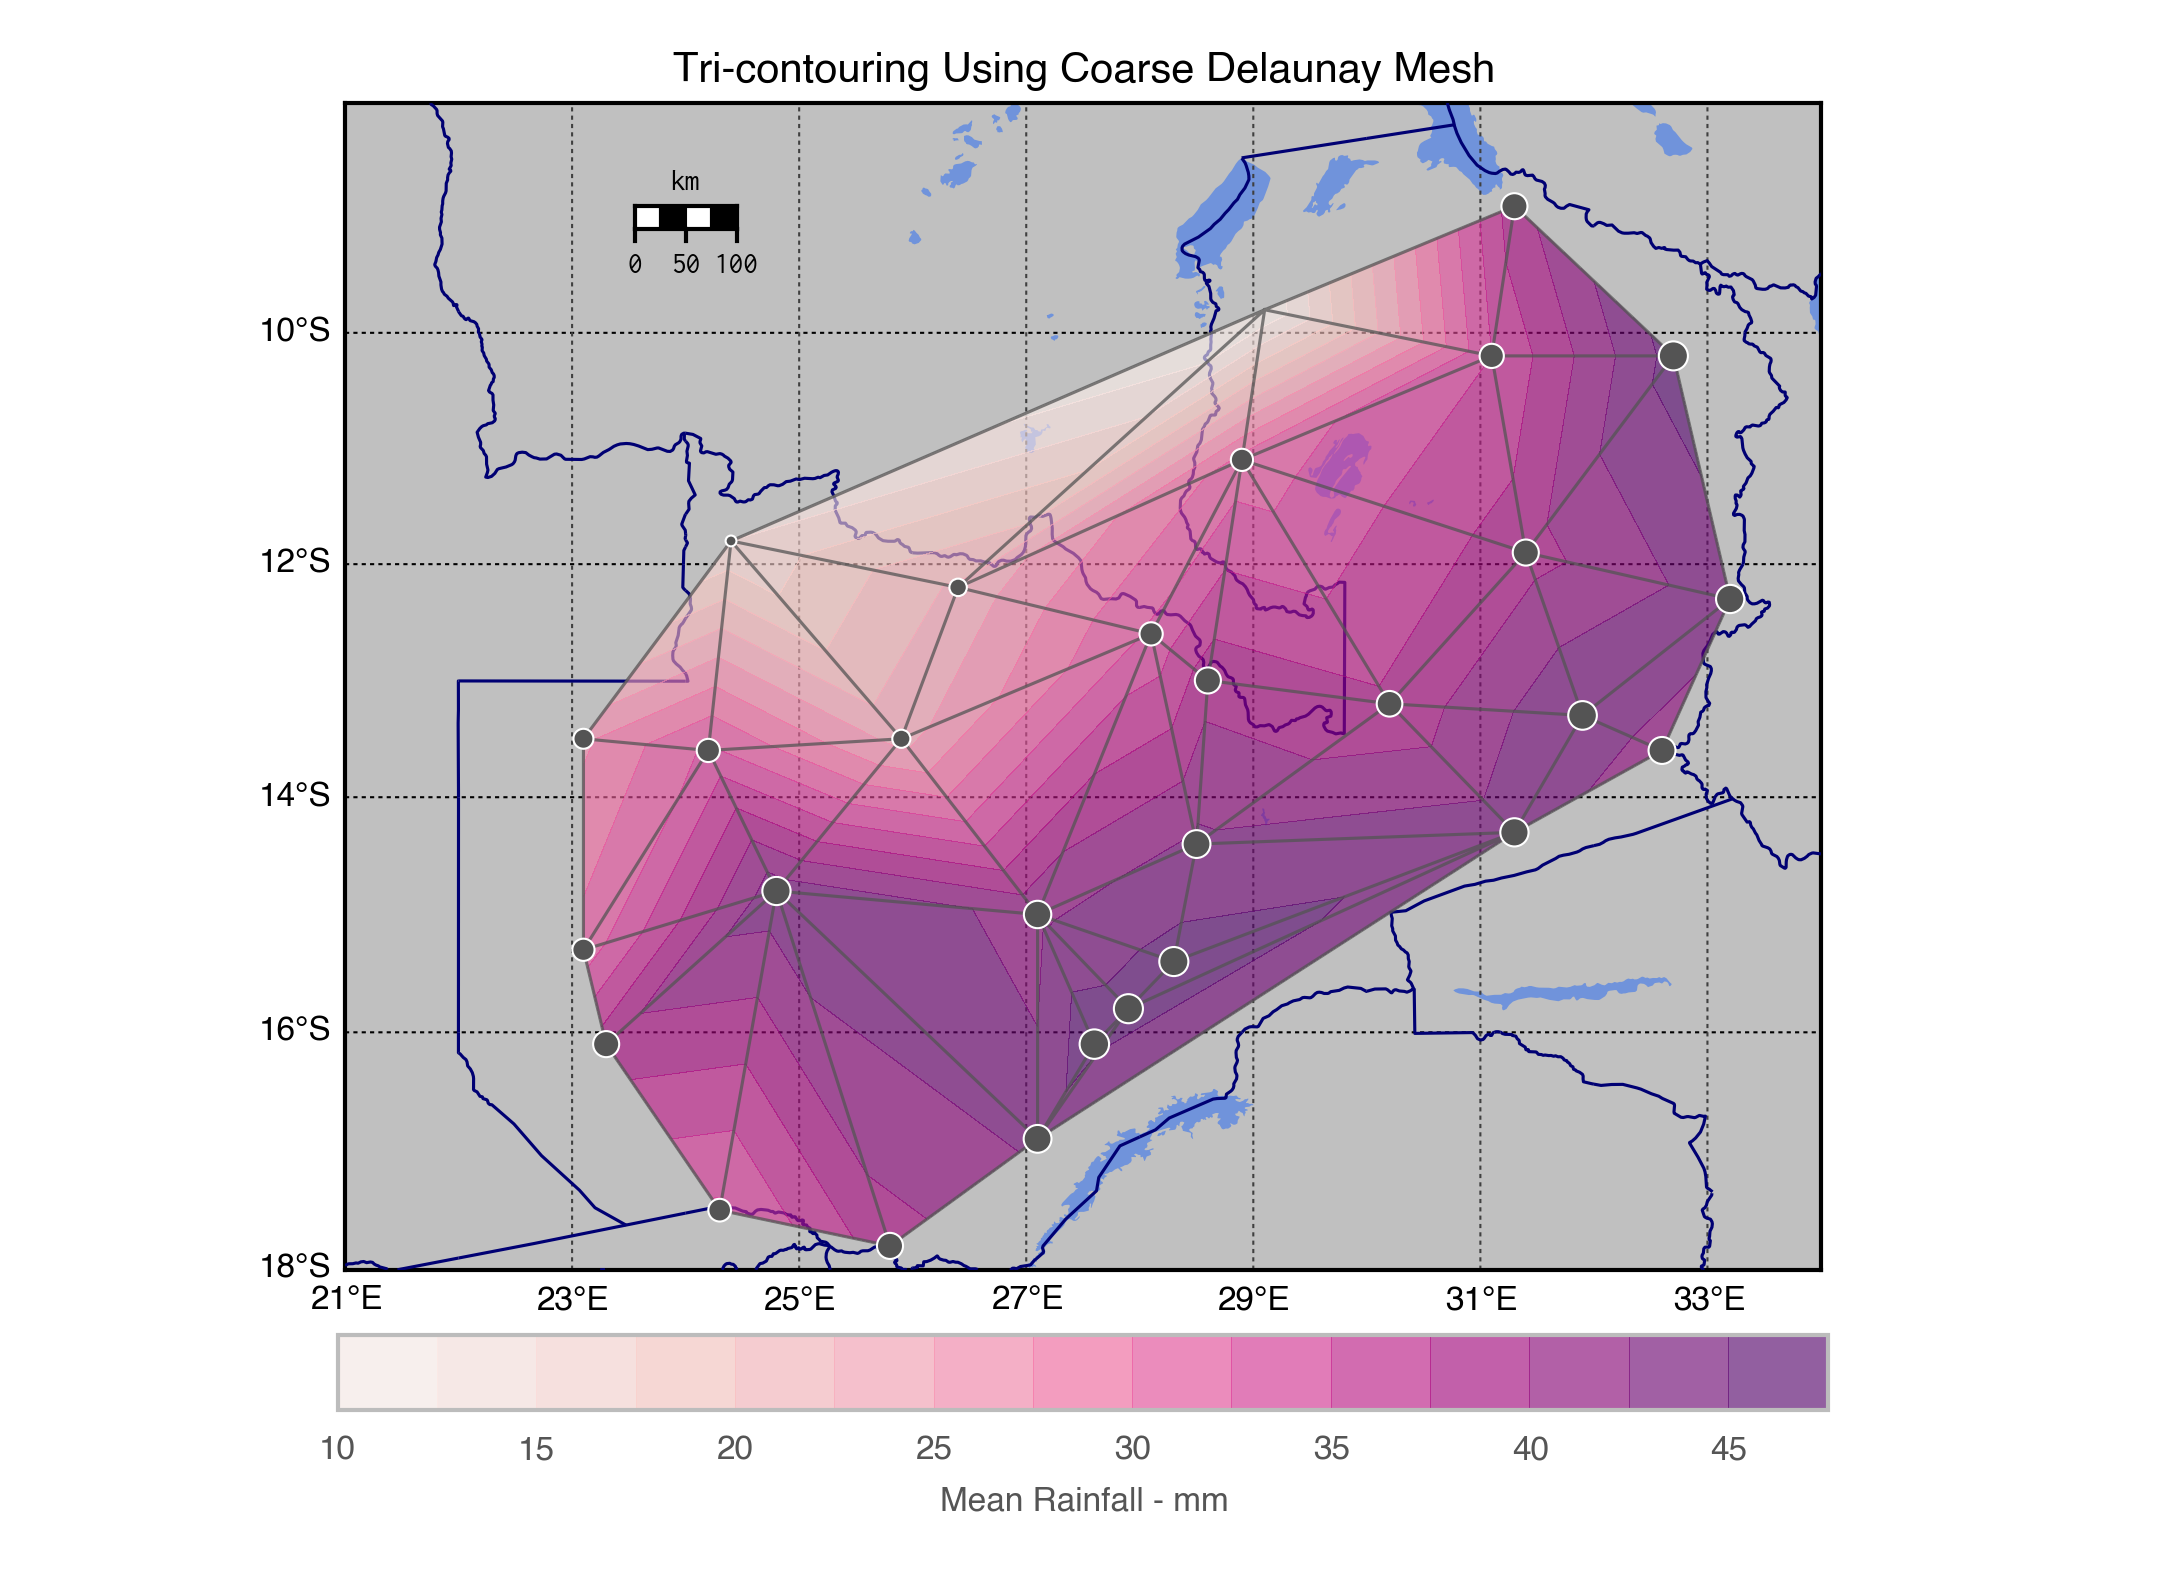 Tri-contouring Using Coarse Delaunay Mesh
km
0 50 100
10°S
12°S
14°S
16°S
18°S
21°E 23°E 25°E 27°E 29°E 31°E 33°E
10 15 20 25 30 35 40 45
Mean Rainfall - mm